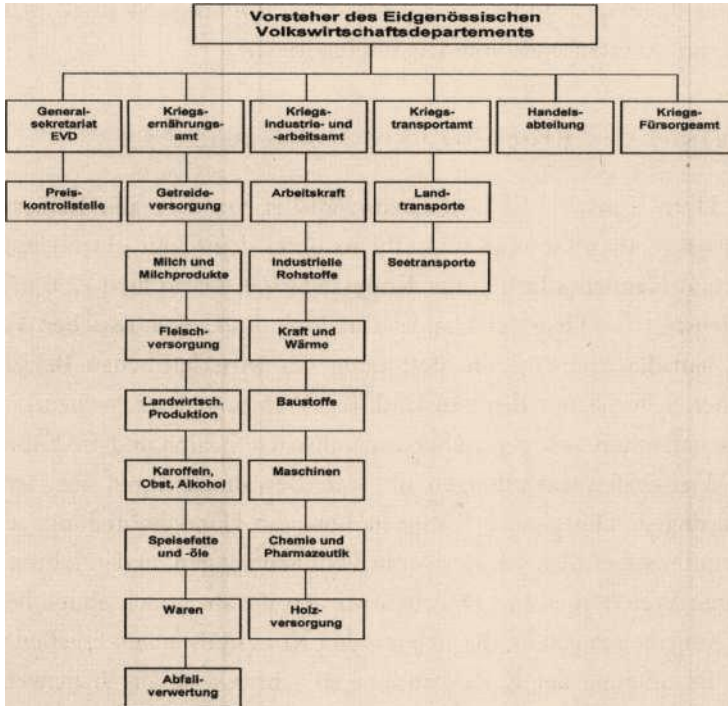 Vorsteher des Eidgenössischen
Volkswirtschaftsdepartements
General-
sekretariat
EVD
Kriegs-
ernährungs-
amt
Kriegs-
industrie- und
-arbeitsamt
Kriegs-
transportamt
Handels-
abteilung
Kriegs-
Fürsorgeamt
Preis-
kontrollstelle
Getreide-
versorgung
Arbeitskraft
Land-
transporte
Milch und
Milchprodukte
Industrielle
Rohstoffe
Seetransporte
Fleisch-
versorgung
Kraft und
Wärme
Landwirtsch.
Produktion
Baustoffe
Karoffeln,
Obst, Alkohol
Maschinen
Speisefette
und -öle
Chemie und
Pharmazeutik
Waren
Holz-
versorgung
Abfall-
verwertung